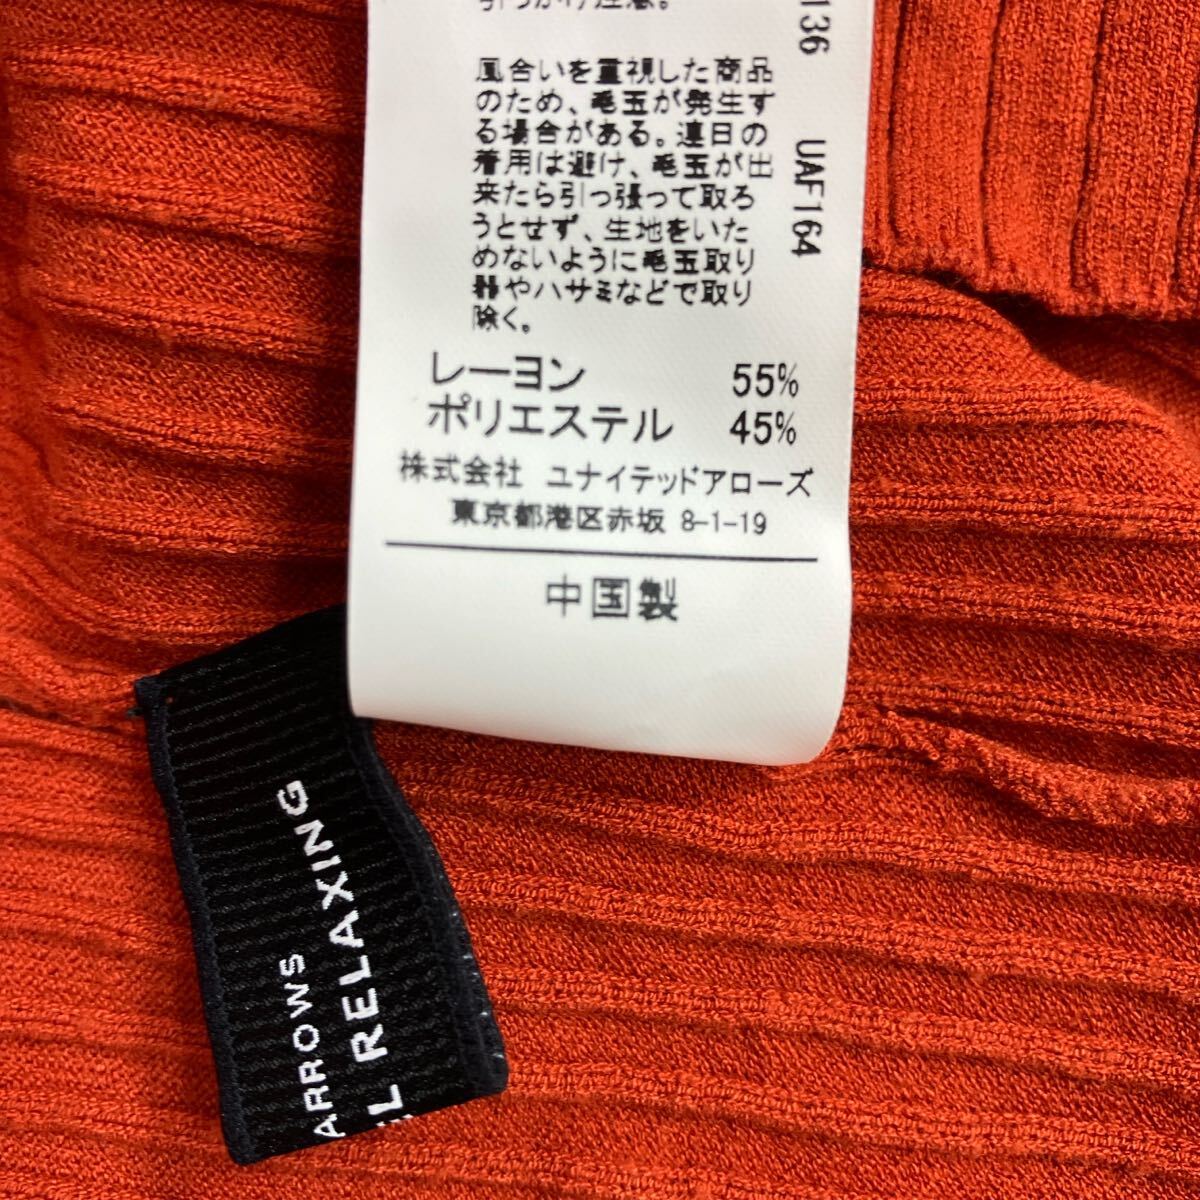 引っかけ注意。
風合いを重視した商品
のため、毛玉が発生す
る場合がある。連日の
着用は避け、毛玉が出
来たら引っ張って取ろ
うとせず、生地をいた
めないように毛玉取り
器やハサミなどで取り
除く。
レーヨン 55%
ポリエステル 45%
株式会社 ユナイテッドアローズ
東京都港区赤坂 8-1-19
中国製
136 UAF164
ARROWS
L RELAXING